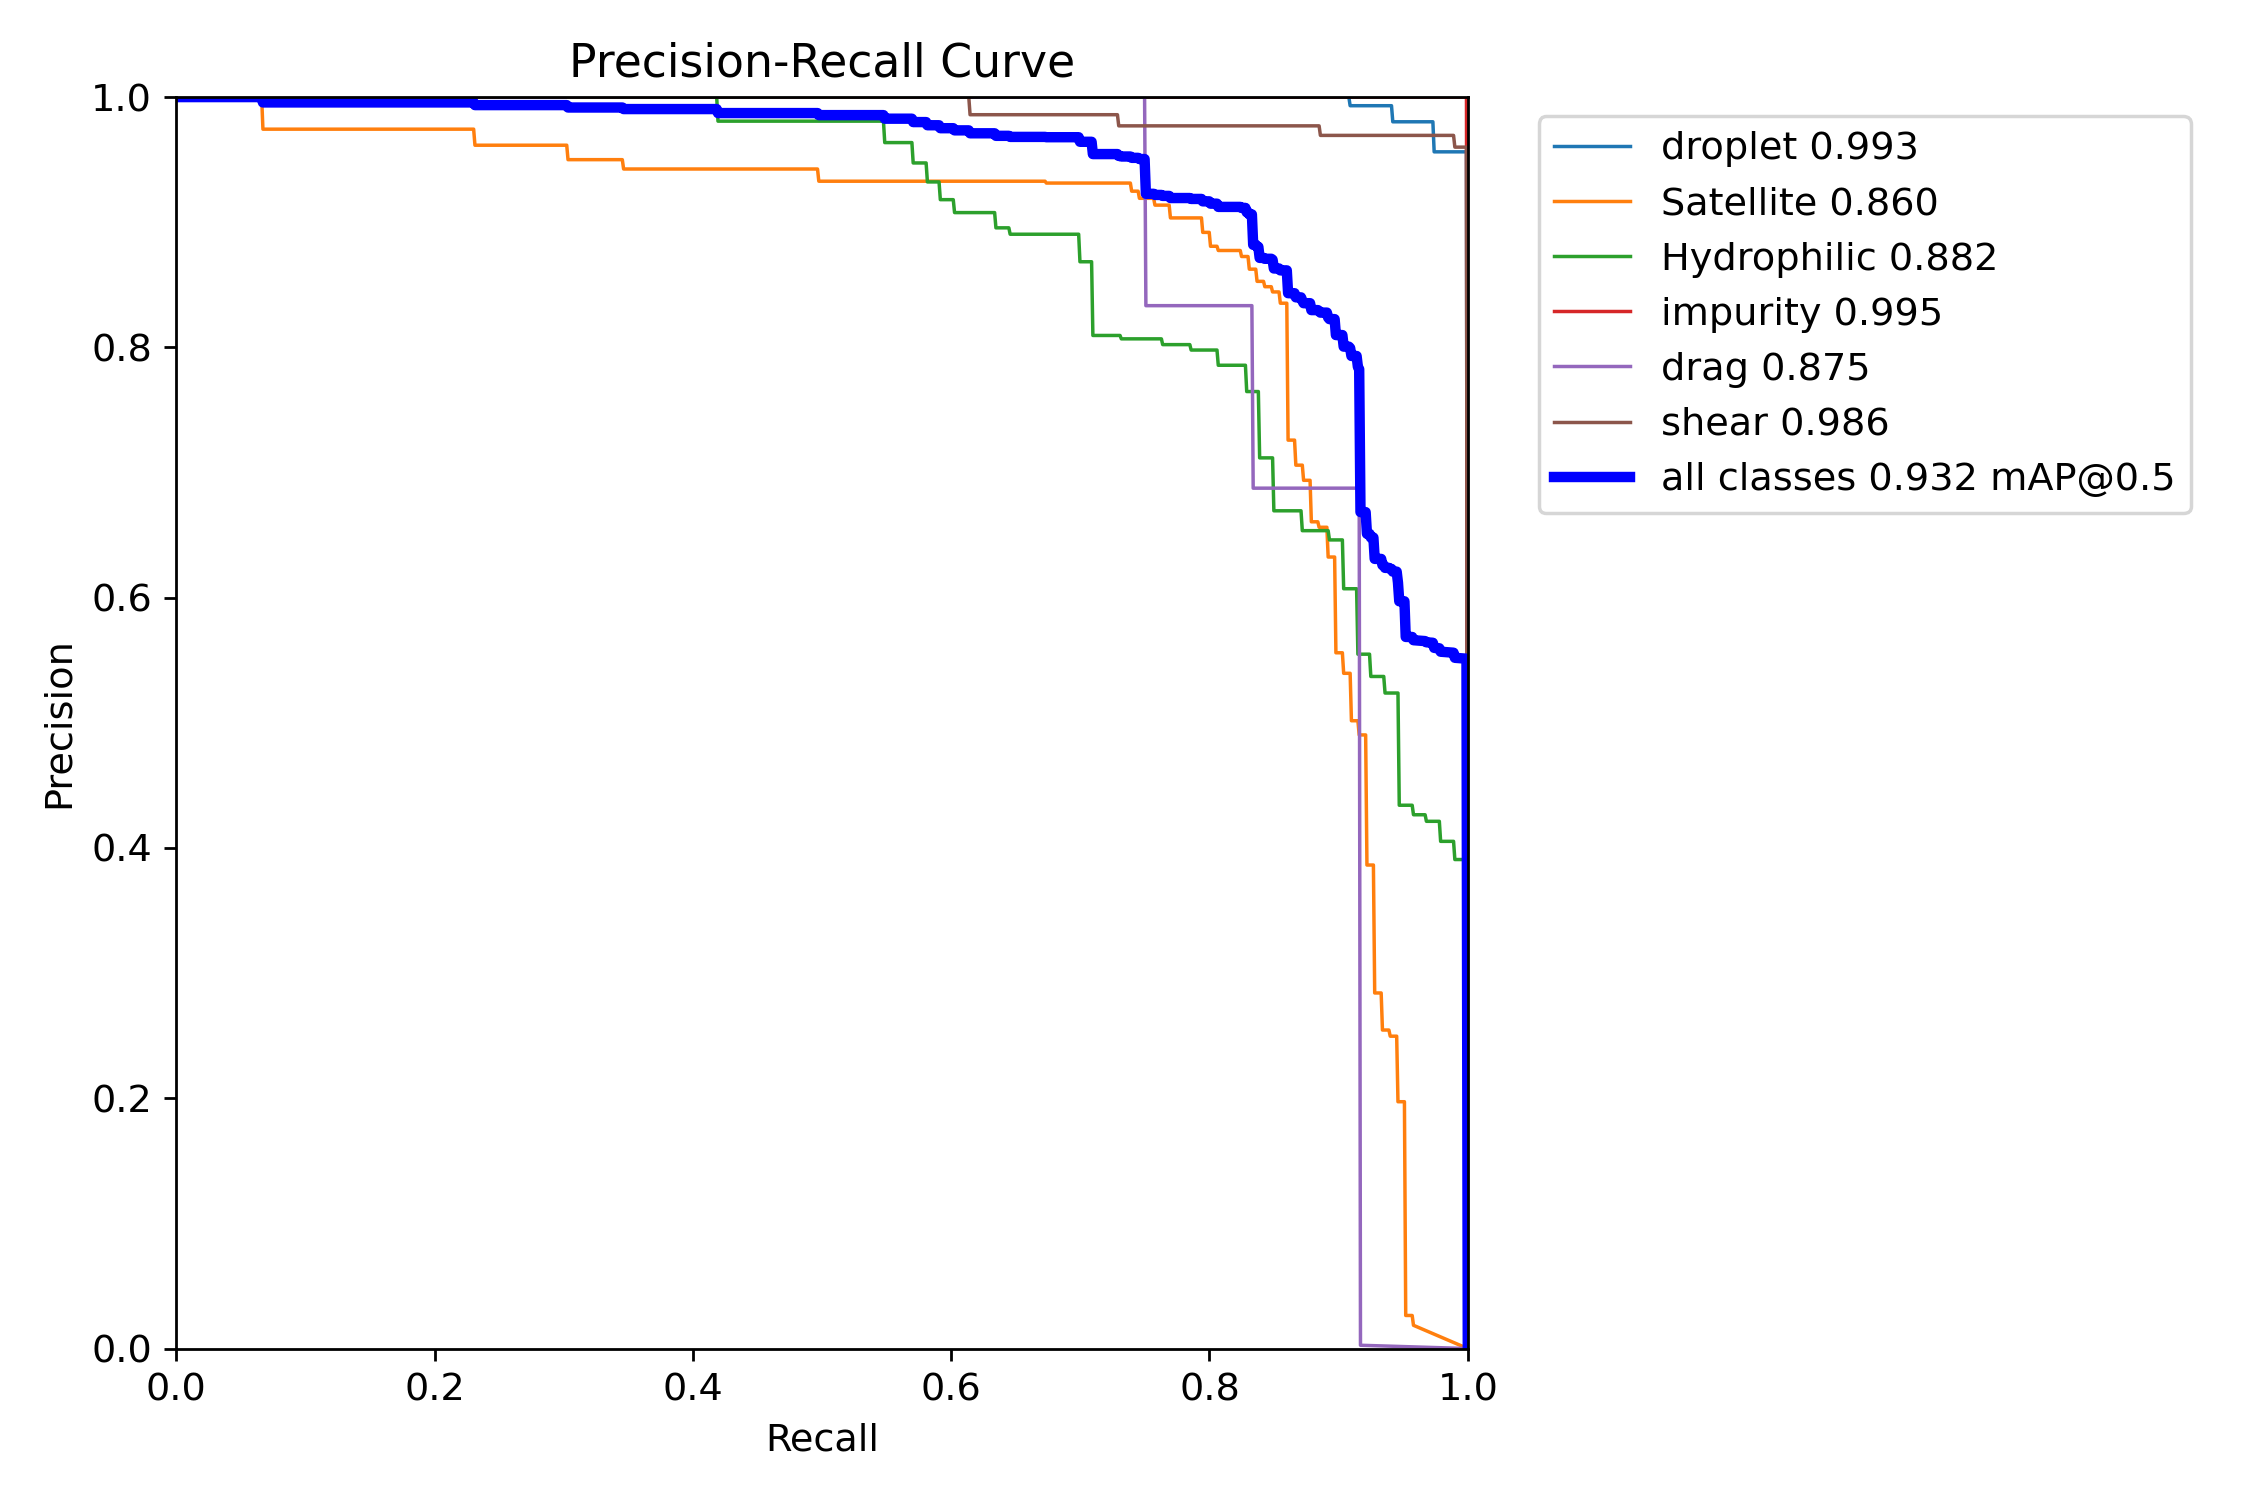 Precision-Recall Curve
1.0
0.8
0.6
0.4
0.2
0.0
Precision
0.0 0.2 0.4 0.6 0.8 1.0
Recall
droplet 0.993
Satellite 0.860
Hydrophilic 0.882
impurity 0.995
drag 0.875
shear 0.986
all classes 0.932 mAP@0.5